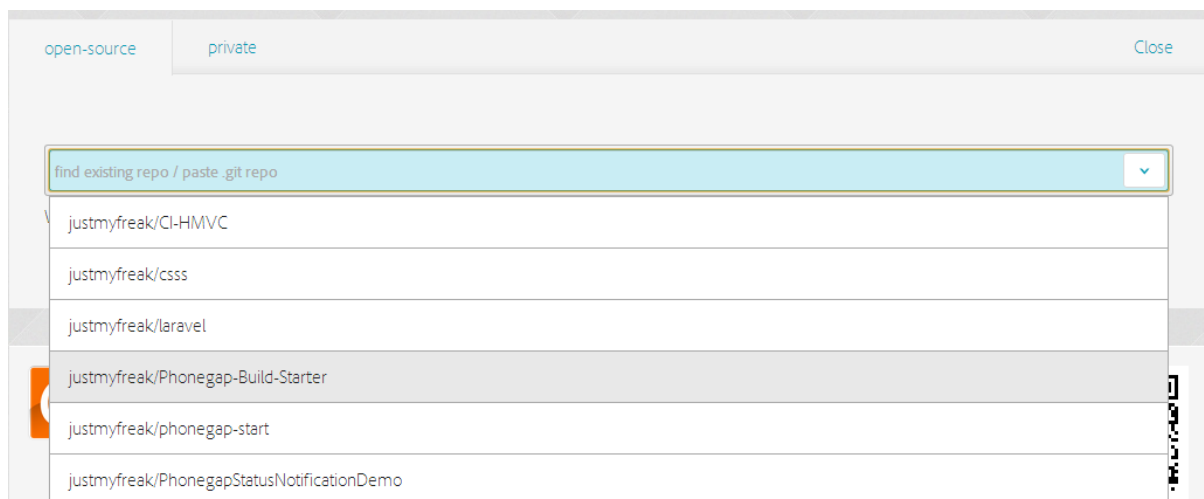 open-source
private
Close
find existing repo / paste .git repo
justmyfreak/CI-HMVC
justmyfreak/csss
justmyfreak/laravel
justmyfreak/Phonegap-Build-Starter
justmyfreak/phonegap-start
justmyfreak/PhonegapStatusNotificationDemo